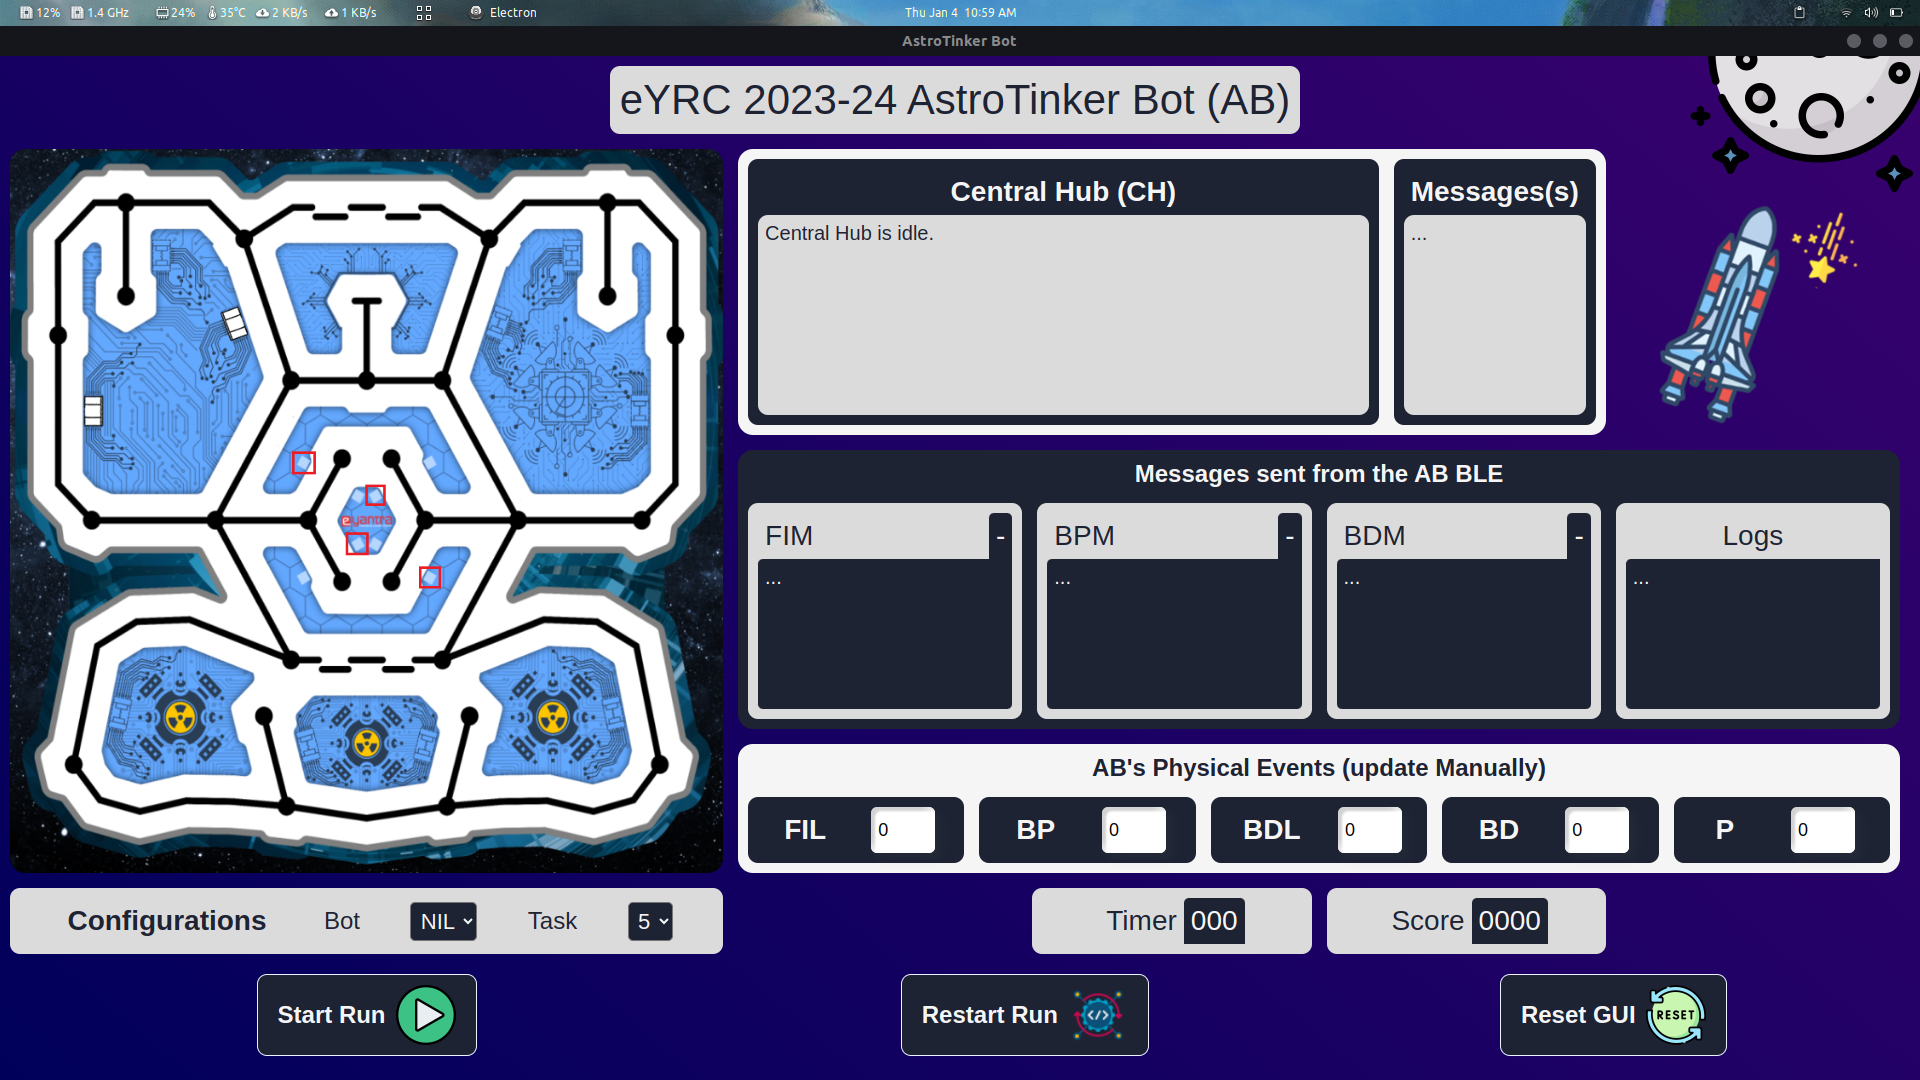 12% 1.4 GHz 24% 35°C 2 KB/s 1 KB/s Electron Thu Jan 4 10:59 AM
AstroTinker Bot
eYRC 2023-24 AstroTinker Bot (AB)
Central Hub (CH)
Central Hub is idle.
Messages(s)
...
eyantra
Messages sent from the AB BLE
FIM -
...
BPM -
...
BDM -
...
Logs
...
AB's Physical Events (update Manually)
FIL 0
BP 0
BDL 0
BD 0
P 0
Configurations Bot NIL Task 5
Timer 000
Score 0000
Start Run
Restart Run </>
Reset GUI RESET